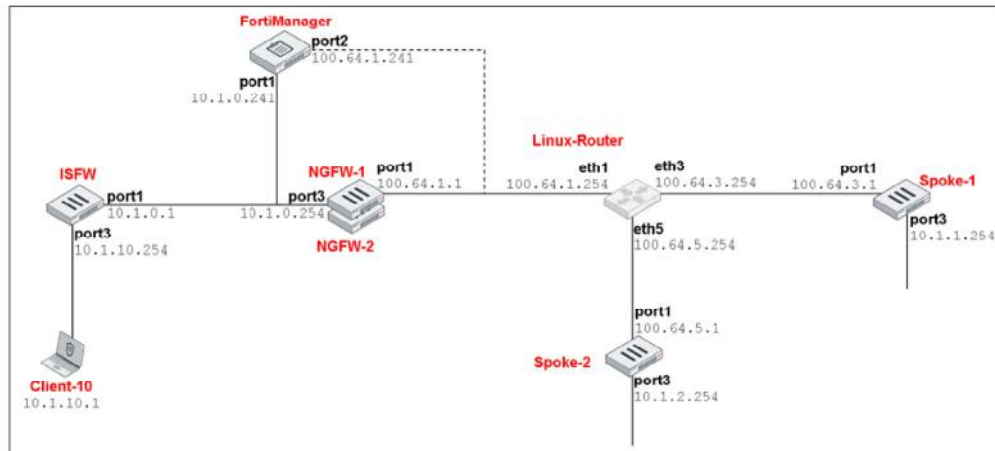 FortiManager
port2
100.64.1.241
port1
10.1.0.241
Linux-Router
ISFW
port1
10.1.0.1
port3
10.1.10.254
NGFW-1
port3
10.1.0.254
NGFW-2
port1
100.64.1.1
eth1
100.64.1.254
eth3
100.64.3.254
eth5
100.64.5.254
port1
100.64.3.1
Spoke-1
port3
10.1.1.254
port1
100.64.5.1
Spoke-2
port3
10.1.2.254
Client-10
10.1.10.1